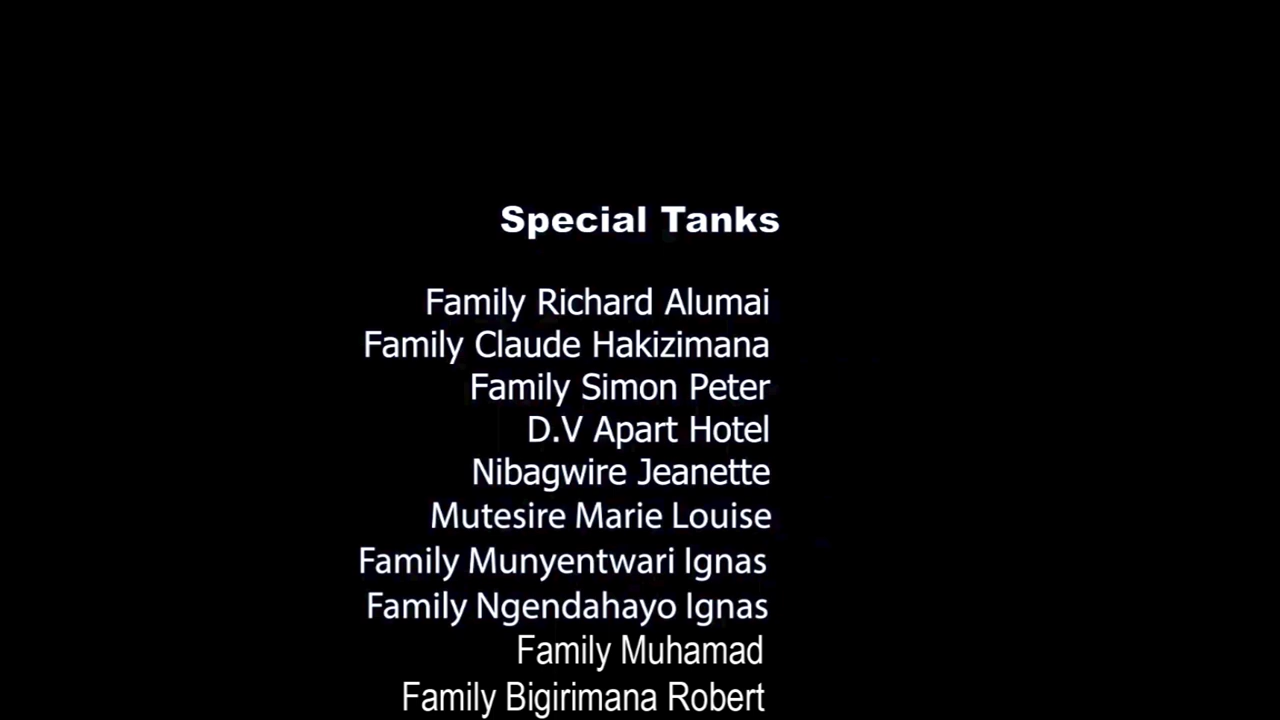 Special Tanks
Family Richard Alumai
Family Claude Hakizimana
Family Simon Peter
D.V Apart Hotel
Nibagwire Jeanette
Mutesire Marie Louise
Family Munyentwari Ignas
Family Ngendahayo Ignas
Family Muhamad
Family Bigirimana Robert